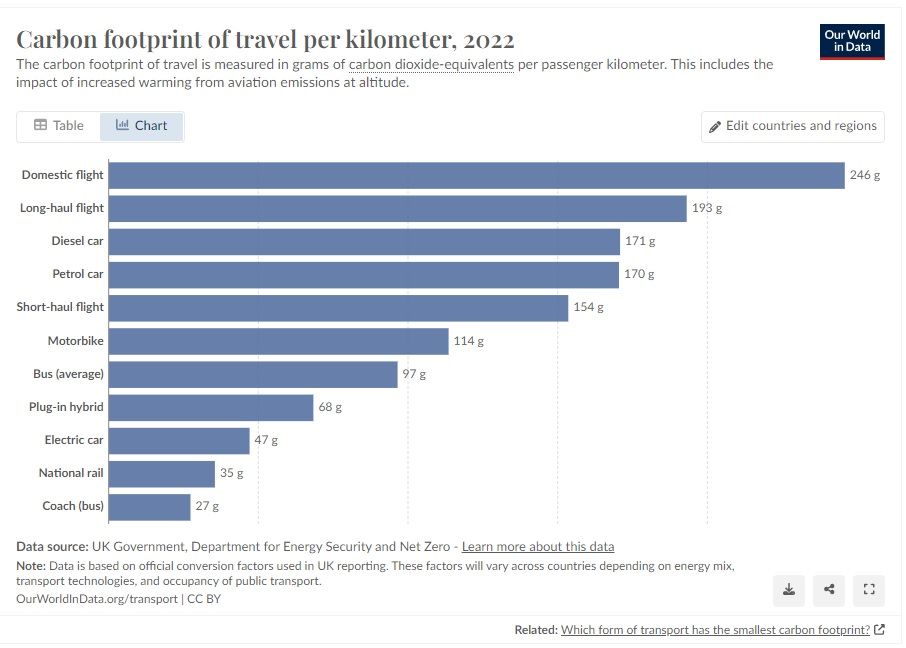 Carbon footprint of travel per kilometer, 2022
Our World
in Data
The carbon footprint of travel is measured in grams of carbon dioxide-equivalents per passenger kilometer. This includes the
impact of increased warming from aviation emissions at altitude.
Table
Chart
Edit countries and regions
Domestic flight 246 g
Long-haul flight 193 g
Diesel car 171 g
Petrol car 170 g
Short-haul flight 154 g
Motorbike 114 g
Bus (average) 97 g
Plug-in hybrid 68 g
Electric car 47 g
National rail 35 g
Coach (bus) 27 g
Data source: UK Government, Department for Energy Security and Net Zero - Learn more about this data
Note: Data is based on official conversion factors used in UK reporting. These factors will vary across countries depending on energy mix,
transport technologies, and occupancy of public transport.
OurWorldInData.org/transport | CC BY
Related: Which form of transport has the smallest carbon footprint?